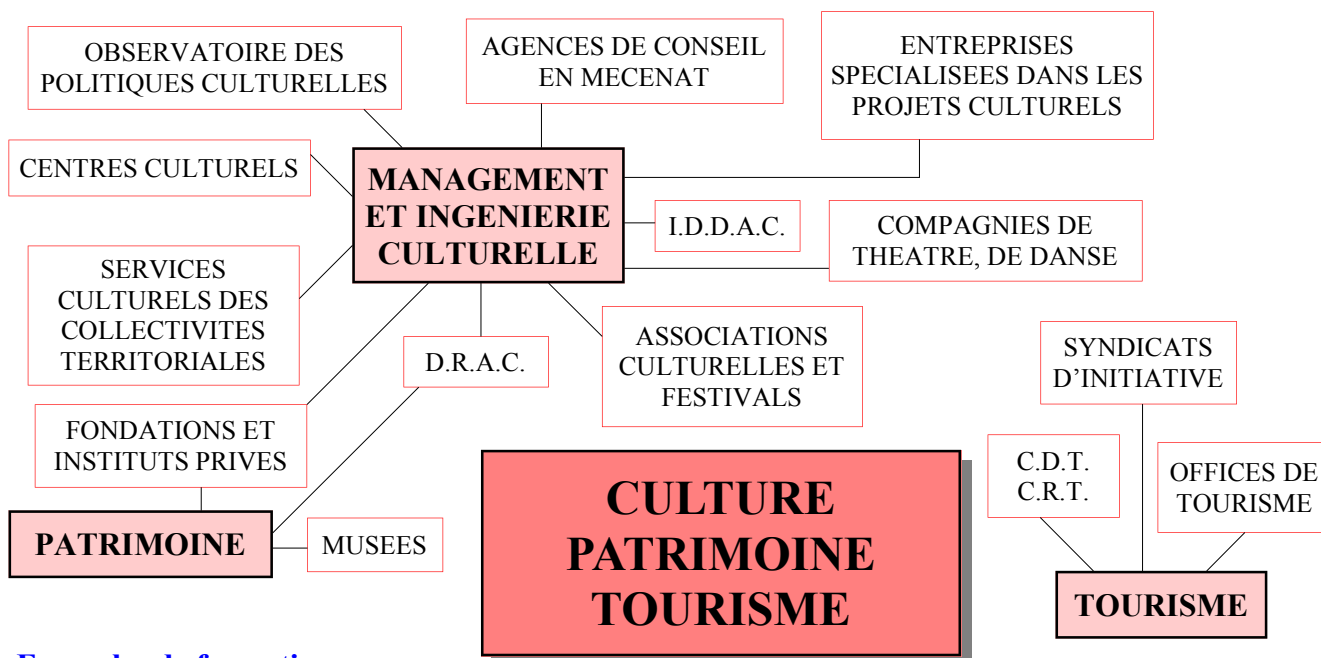 OBSERVATOIRE DES
POLITIQUES CULTURELLES
AGENCES DE CONSEIL
EN MECENAT
ENTREPRISES
SPECIALISEES DANS LES
PROJETS CULTURELS
CENTRES CULTURELS
MANAGEMENT
ET INGENIERIE
CULTURELLE
I.D.D.A.C.
COMPAGNIES DE
THEATRE, DE DANSE
SERVICES
CULTURELS DES
COLLECTIVITES
TERRITORIALES
D.R.A.C.
ASSOCIATIONS
CULTURELLES ET
FESTIVALS
SYNDICATS
D’INITIATIVE
FONDATIONS ET
INSTITUTS PRIVES
C.D.T.
C.R.T.
OFFICES DE
TOURISME
PATRIMOINE
MUSEES
CULTURE
PATRIMOINE
TOURISME
TOURISME